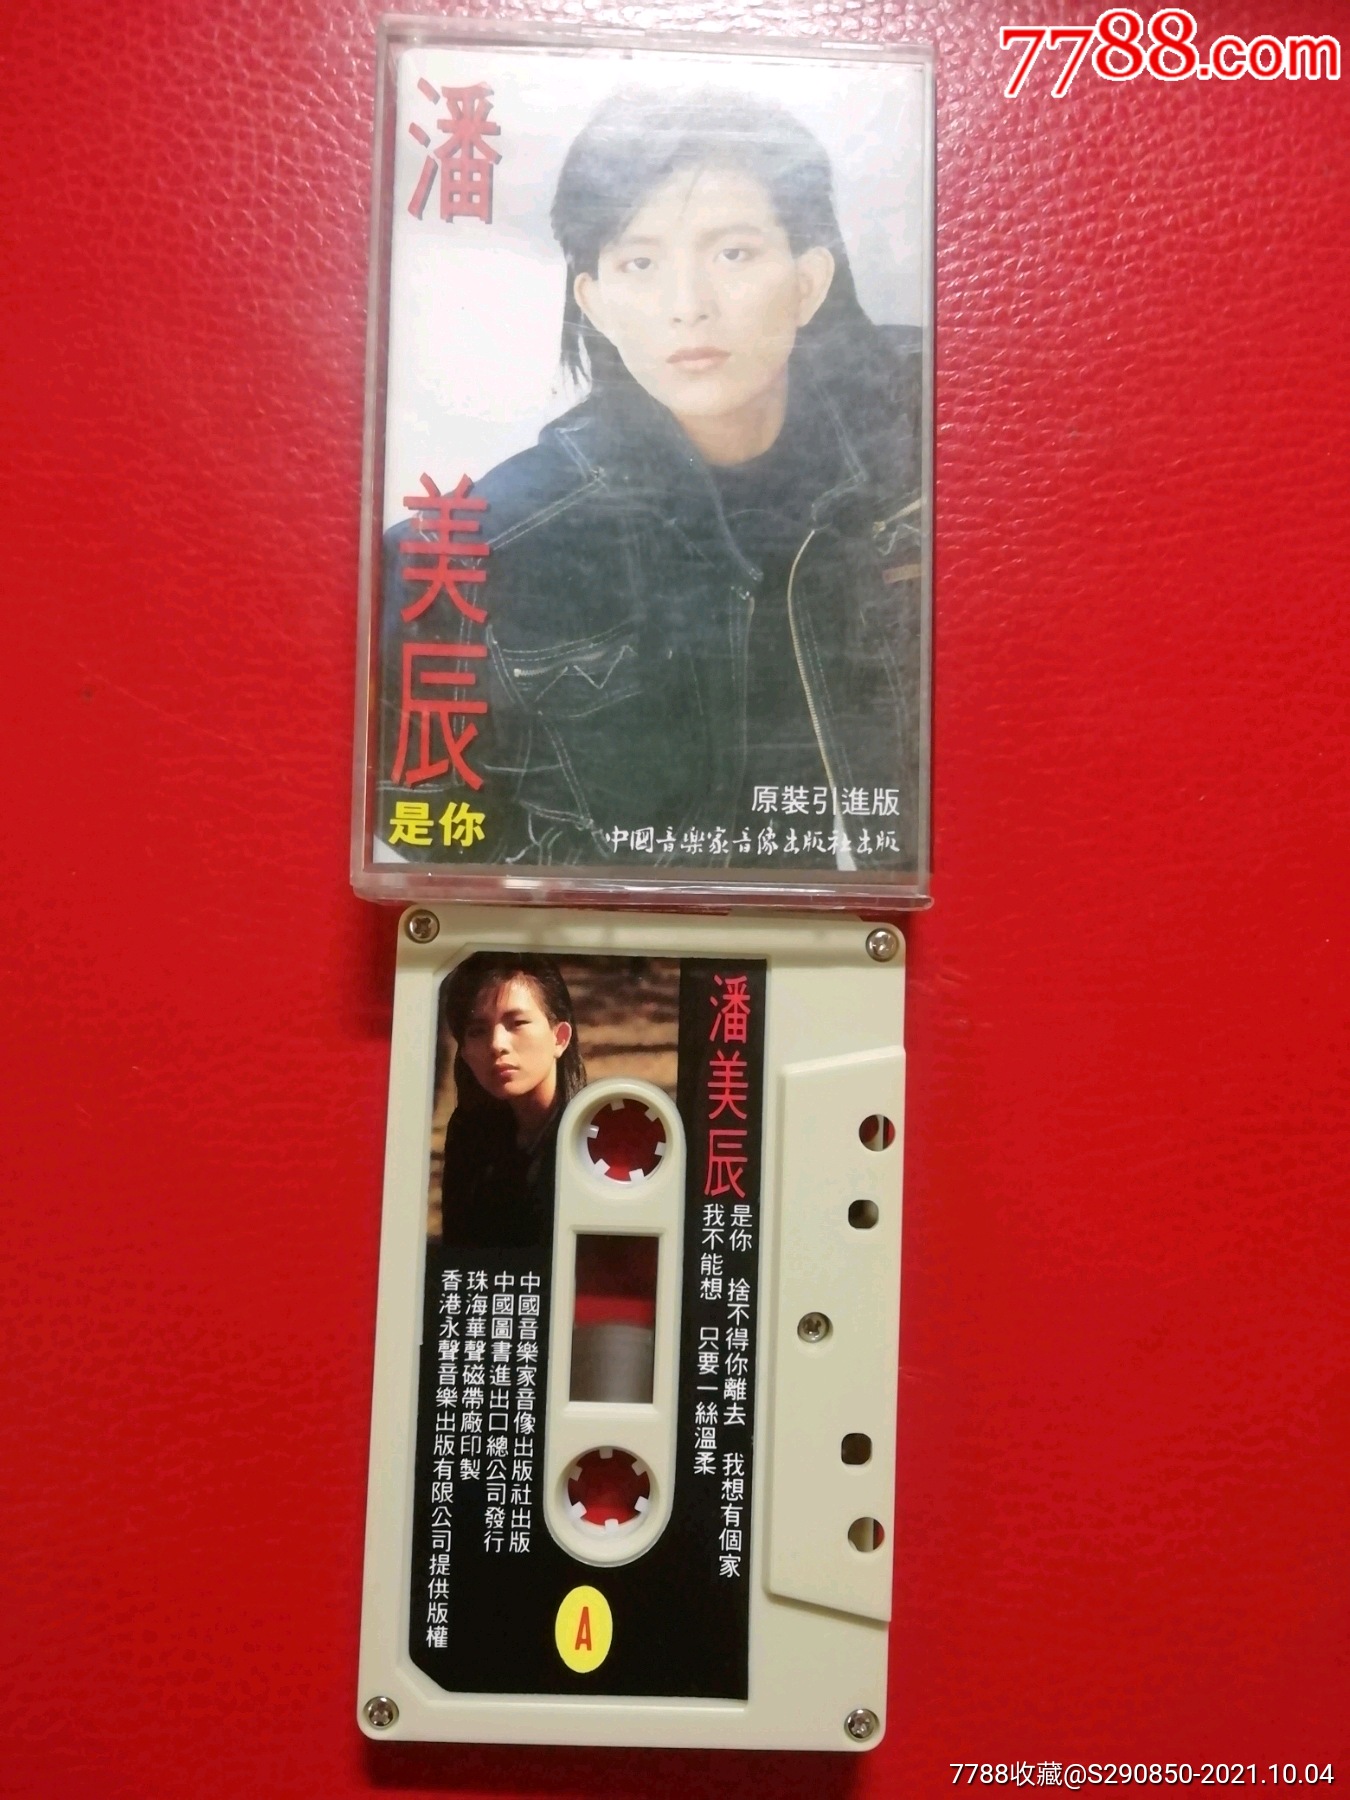 7788.com
潘美辰
是你
原裝引進版
中國音樂家音像出版社出版
潘美辰
是你 捨不得你離去 我想有個家
我不能想 只要一絲溫柔
中國音樂家音像出版社出版
中國圖書進出口總公司發行
珠海華聲磁帶廠印製
香港永聲音樂出版有限公司提供版權
A
7788收藏@S290850-2021.10.04